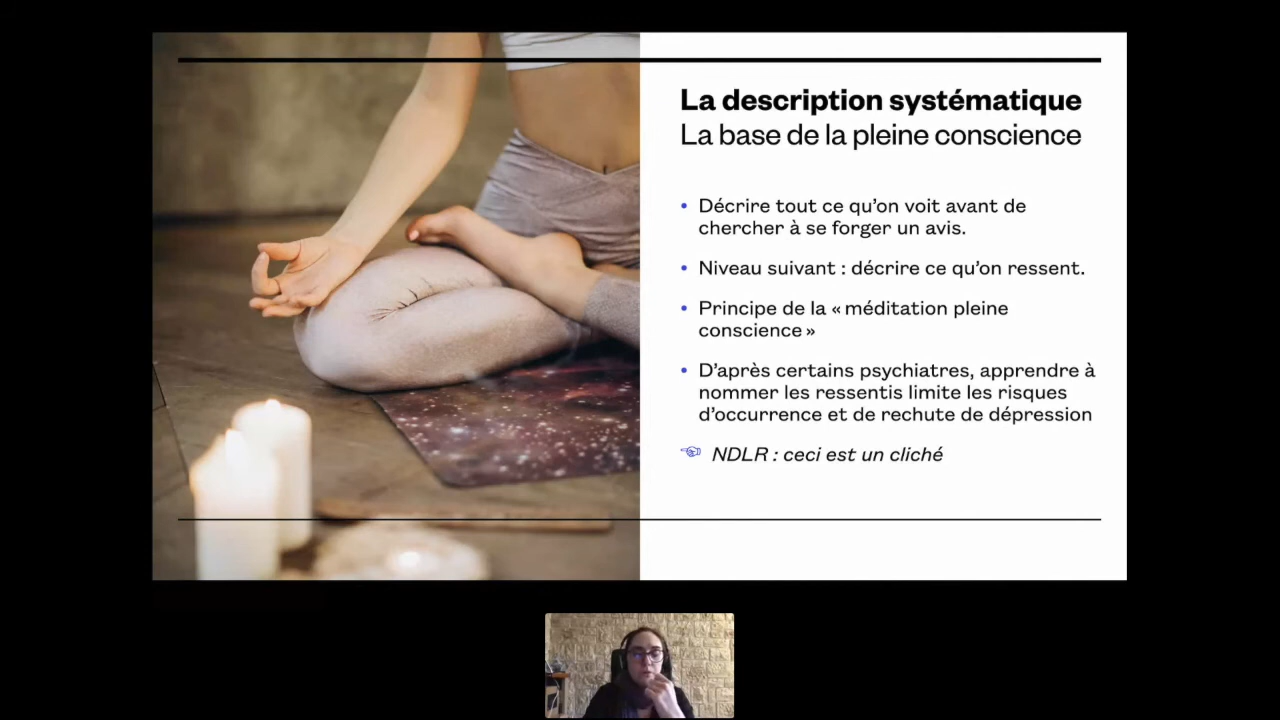 La description systématique
La base de la pleine conscience
• Décrire tout ce qu’on voit avant de
chercher à se forger un avis.
• Niveau suivant : décrire ce qu’on ressent.
• Principe de la « méditation pleine
conscience »
• D’après certains psychiatres, apprendre à
nommer les ressentis limite les risques
d’occurrence et de rechute de dépression
☞ NDLR : ceci est un cliché